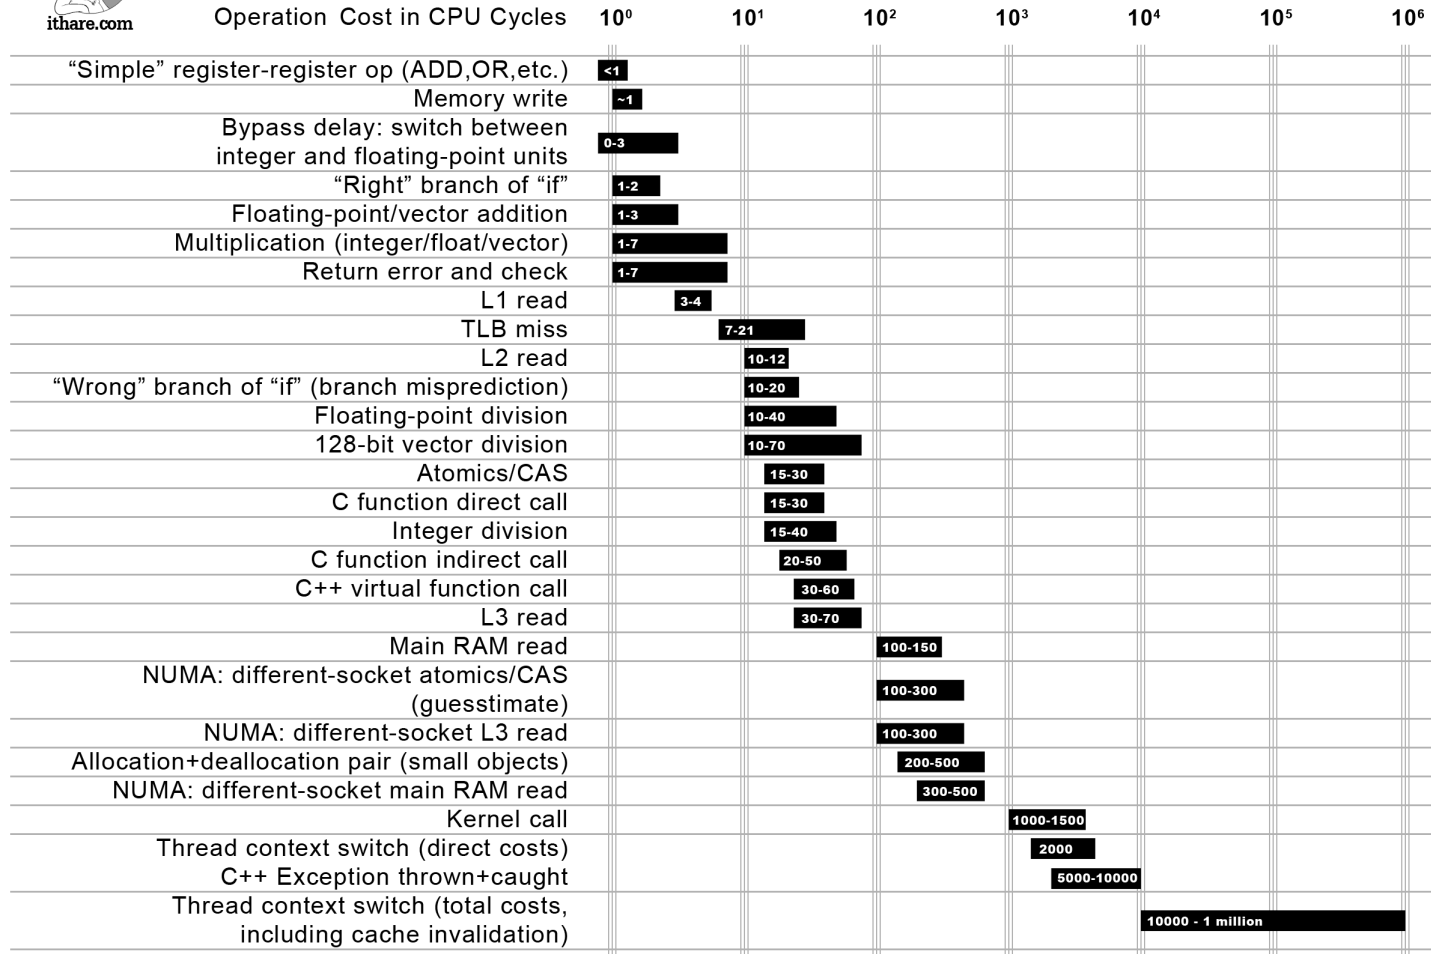 ithare.com
Operation Cost in CPU Cycles 10⁰ 10¹ 10² 10³ 10⁴ 10⁵ 10⁶
“Simple” register-register op (ADD,OR,etc.) <1
Memory write ~1
Bypass delay: switch between
integer and floating-point units 0-3
“Right” branch of “if” 1-2
Floating-point/vector addition 1-3
Multiplication (integer/float/vector) 1-7
Return error and check 1-7
L1 read 3-4
TLB miss 7-21
L2 read 10-12
“Wrong” branch of “if” (branch misprediction) 10-20
Floating-point division 10-40
128-bit vector division 10-70
Atomics/CAS 15-30
C function direct call 15-30
Integer division 15-40
C function indirect call 20-50
C++ virtual function call 30-60
L3 read 30-70
Main RAM read 100-150
NUMA: different-socket atomics/CAS
(guesstimate) 100-300
NUMA: different-socket L3 read 100-300
Allocation+deallocation pair (small objects) 200-500
NUMA: different-socket main RAM read 300-500
Kernel call 1000-1500
Thread context switch (direct costs) 2000
C++ Exception thrown+caught 5000-10000
Thread context switch (total costs,
including cache invalidation) 10000 - 1 million